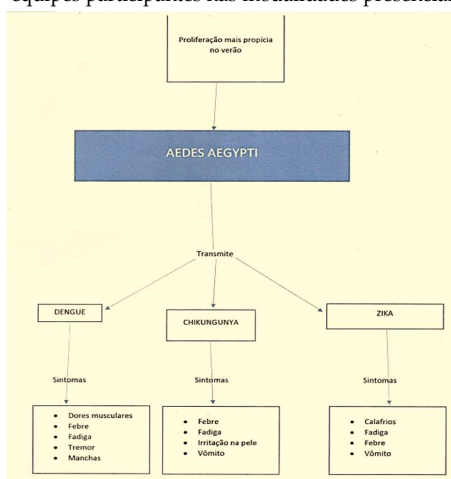 Proliferação mais propícia
no verão
AEDES AEGYPTI
Transmite
DENGUE
CHIKUNGUNYA
ZIKA
Sintomas
Sintomas
Sintomas
• Dores musculares
• Febre
• Fadiga
• Tremor
• Manchas
• Febre
• Fadiga
• Irritação na pele
• Vômito
• Calafrios
• Fadiga
• Febre
• Vômito